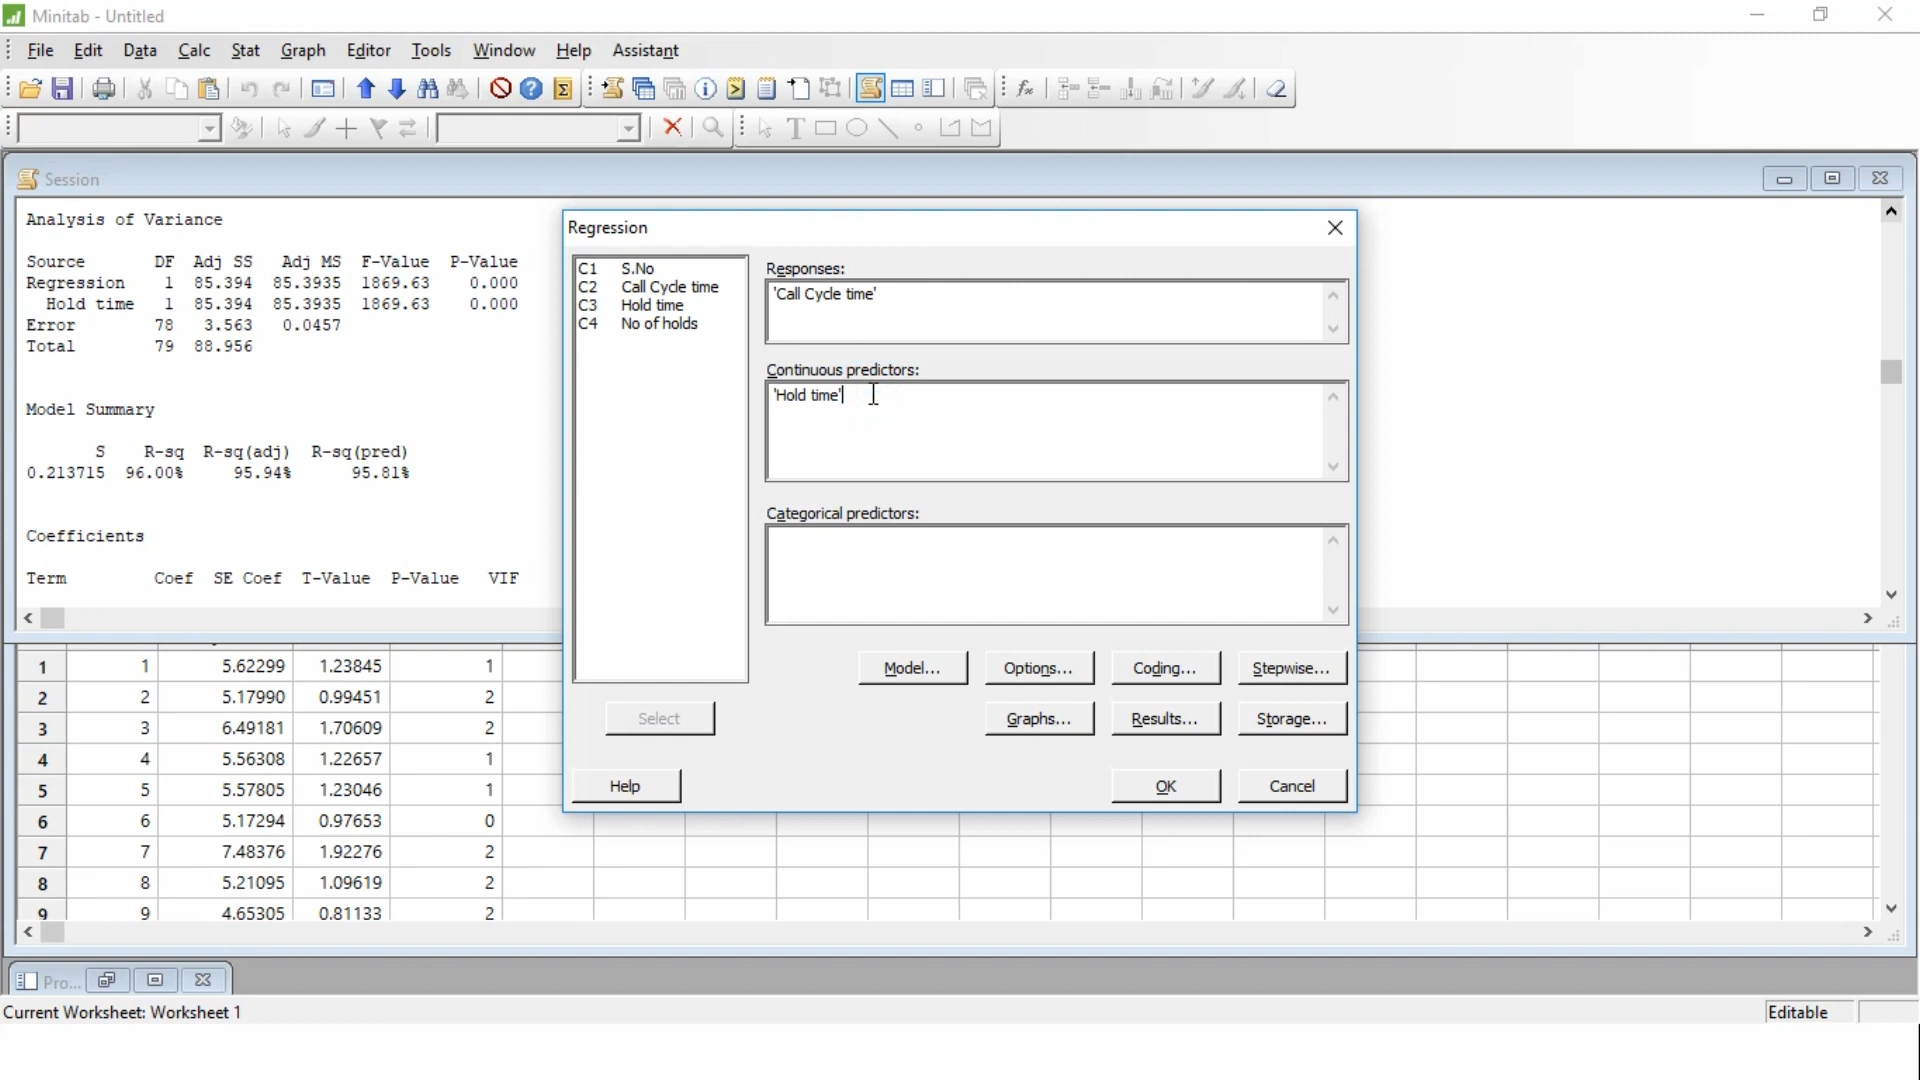 Minitab - Untitled
File Edit Data Calc Stat Graph Editor Tools Window Help Assistant
Session
Analysis of Variance
Source DF Adj SS Adj MS F-Value P-Value
Regression 1 85.394 85.3935 1869.63 0.000
Hold time 1 85.394 85.3935 1869.63 0.000
Error 78 3.563 0.0457
Total 79 88.956
Model Summary
S R-sq R-sq(adj) R-sq(pred)
0.213715 96.00% 95.94% 95.81%
Coefficients
Term Coef SE Coef T-Value P-Value VIF
Regression
C1 S.No
C2 Call Cycle time
C3 Hold time
C4 No of holds
Responses:
'Call Cycle time'
Continuous predictors:
'Hold time'
Categorical predictors:
Model... Options... Coding... Stepwise...
Select Graphs... Results... Storage...
Help OK Cancel
1 1 5.62299 1.23845 1
2 2 5.17990 0.99451 2
3 3 6.49181 1.70609 2
4 4 5.56308 1.22657 1
5 5 5.57805 1.23046 1
6 6 5.17294 0.97653 0
7 7 7.48376 1.92276 2
8 8 5.21095 1.09619 2
9 9 4.65305 0.81133 2
Pro...
Current Worksheet: Worksheet 1
Editable